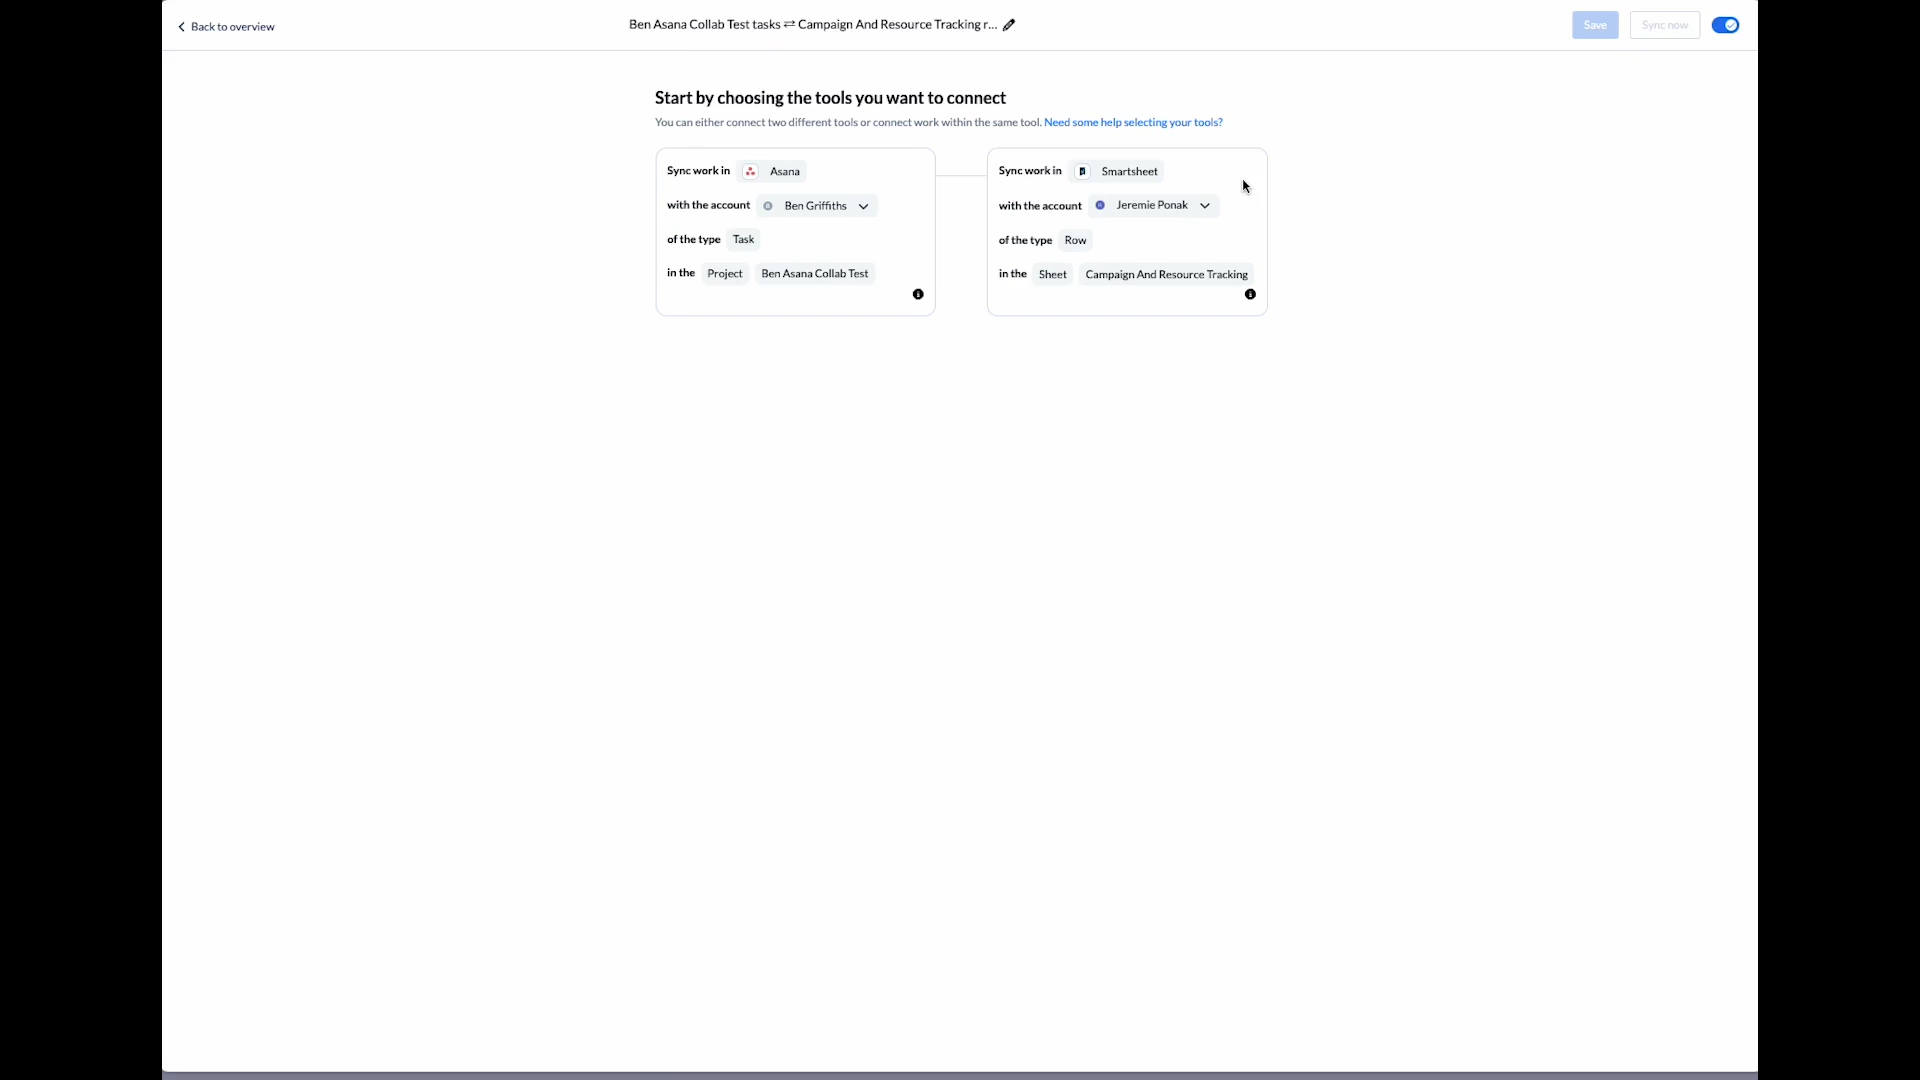 Back to overview
Ben Asana Collab Test tasks ⇄ Campaign And Resource Tracking r...
Save
Sync now
Start by choosing the tools you want to connect
You can either connect two different tools or connect work within the same tool. Need some help selecting your tools?
Sync work in Asana
with the account Ben Griffiths
of the type Task
in the Project Ben Asana Collab Test
Sync work in Smartsheet
with the account Jeremie Ponak
of the type Row
in the Sheet Campaign And Resource Tracking